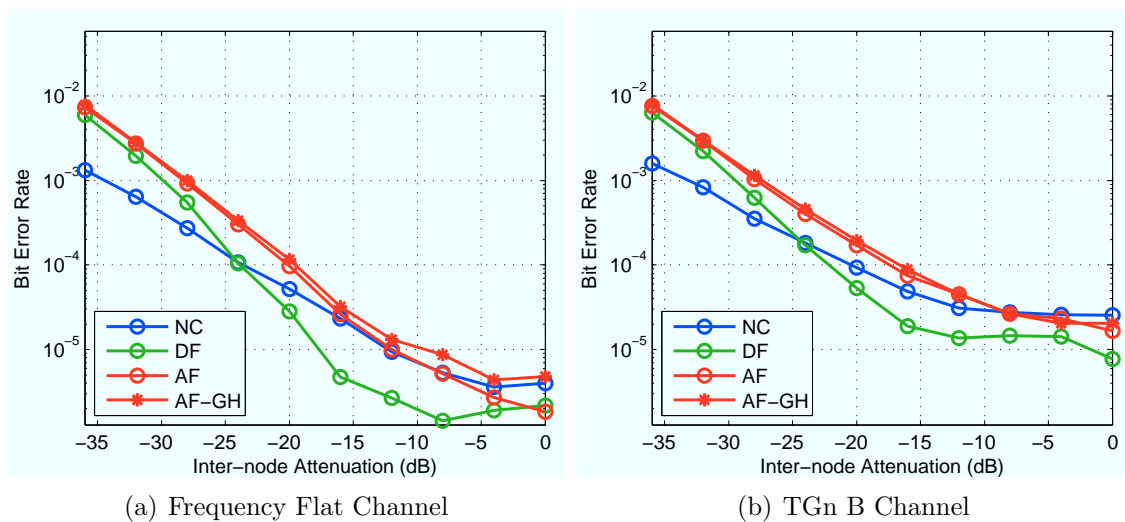 10⁻²
10⁻³
10⁻⁴
10⁻⁵
Bit Error Rate
NC
DF
AF
AF−GH
−35 −30 −25 −20 −15 −10 −5 0
Inter−node Attenuation (dB)
(a) Frequency Flat Channel
10⁻²
10⁻³
10⁻⁴
10⁻⁵
Bit Error Rate
NC
DF
AF
AF−GH
−35 −30 −25 −20 −15 −10 −5 0
Inter−node Attenuation (dB)
(b) TGn B Channel